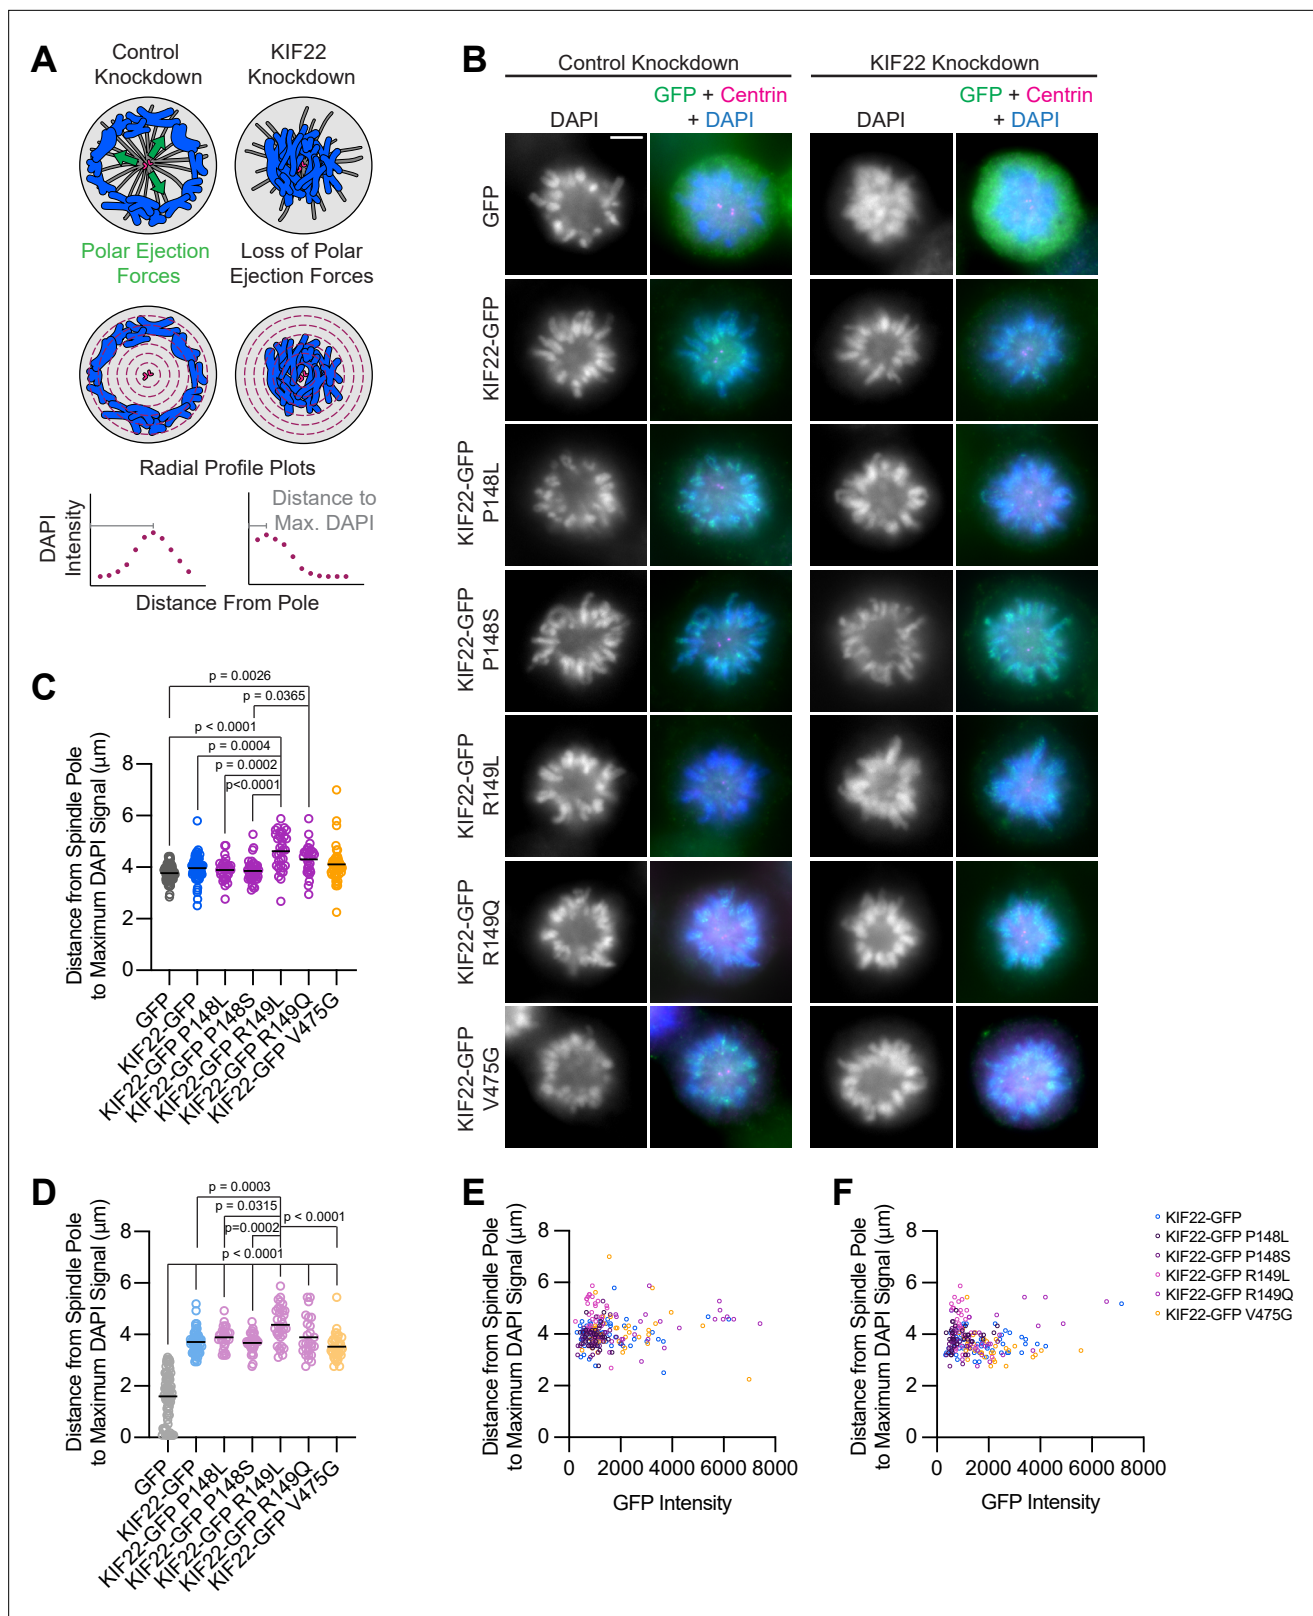 A
Control
Knockdown
KIF22
Knockdown
Polar Ejection
Forces
Loss of Polar
Ejection Forces
Radial Profile Plots
DAPI
Intensity
Distance to
Max. DAPI
Distance From Pole
B
Control Knockdown
KIF22 Knockdown
DAPI
GFP + Centrin
+ DAPI
DAPI
GFP + Centrin
+ DAPI
GFP
KIF22-GFP
KIF22-GFP
P148L
KIF22-GFP
P148S
KIF22-GFP
R149L
KIF22-GFP
R149Q
KIF22-GFP
V475G
C
p = 0.0026
p = 0.0365
p < 0.0001
p = 0.0004
p = 0.0002
p<0.0001
Distance from Spindle Pole
to Maximum DAPI Signal (µm)
8
6
4
2
0
GFP
KIF22-GFP
KIF22-GFP P148L
KIF22-GFP P148S
KIF22-GFP R149L
KIF22-GFP R149Q
KIF22-GFP V475G
D
p = 0.0003
p = 0.0315
p < 0.0001
p=0.0002
p < 0.0001
Distance from Spindle Pole
to Maximum DAPI Signal (µm)
8
6
4
2
0
GFP
KIF22-GFP
KIF22-GFP P148L
KIF22-GFP P148S
KIF22-GFP R149L
KIF22-GFP R149Q
KIF22-GFP V475G
E
Distance from Spindle Pole
to Maximum DAPI Signal (µm)
8
6
4
2
0
0 2000 4000 6000 8000
GFP Intensity
F
Distance from Spindle Pole
to Maximum DAPI Signal (µm)
8
6
4
2
0
0 2000 4000 6000 8000
GFP Intensity
KIF22-GFP
KIF22-GFP P148L
KIF22-GFP P148S
KIF22-GFP R149L
KIF22-GFP R149Q
KIF22-GFP V475G